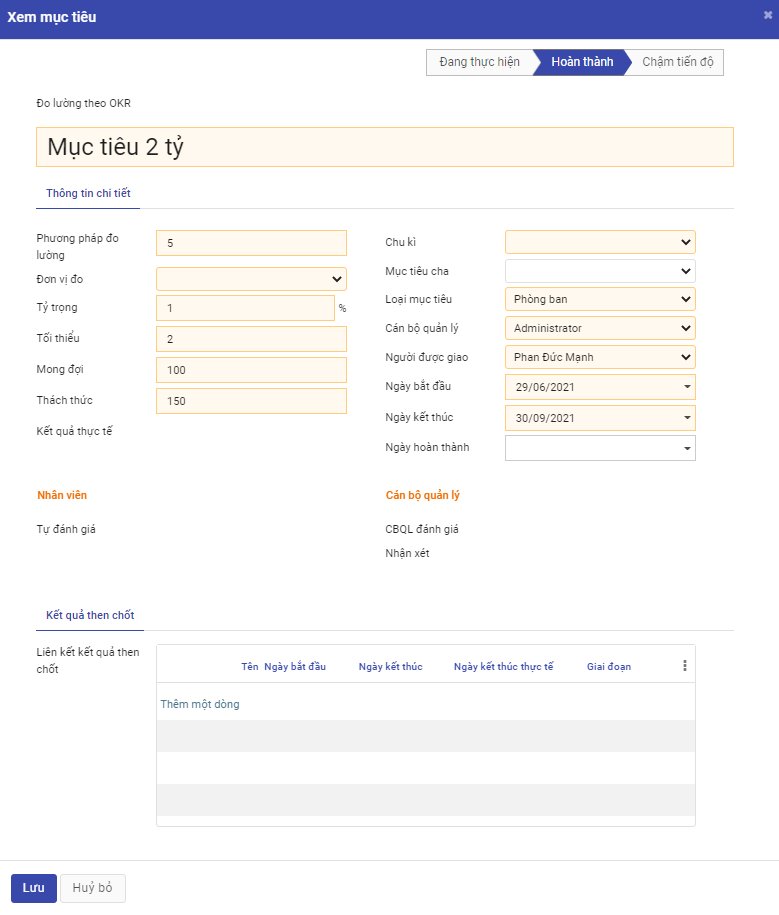 Xem mục tiêu
Đang thực hiện
Hoàn thành
Chậm tiến độ
Đo lường theo OKR
Mục tiêu 2 tỷ
Thông tin chi tiết
Phương pháp đo
lường
5
Đơn vị đo
Tỷ trọng
1
%
Tối thiểu
2
Mong đợi
100
Thách thức
150
Kết quả thực tế
Chu kì
Mục tiêu cha
Loại mục tiêu
Phòng ban
Cán bộ quản lý
Administrator
Người được giao
Phan Đức Mạnh
Ngày bắt đầu
29/06/2021
Ngày kết thúc
30/09/2021
Ngày hoàn thành
Nhân viên
Tự đánh giá
Cán bộ quản lý
CBQL đánh giá
Nhận xét
Kết quả then chốt
Liên kết kết quả then
chốt
Tên Ngày bắt đầu Ngày kết thúc Ngày kết thúc thực tế Giai đoạn
Thêm một dòng
Lưu
Huỷ bỏ